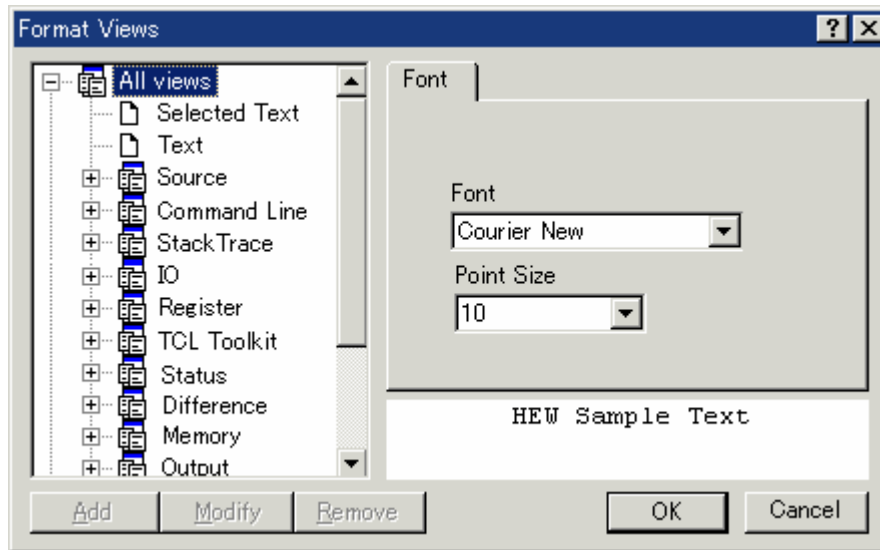 Format Views
All views
Selected Text
Text
Source
Command Line
StackTrace
IO
Register
TCL Toolkit
Status
Difference
Memory
Output
Font
Font
Courier New
Point Size
10
HEW Sample Text
Add
Modify
Remove
OK
Cancel